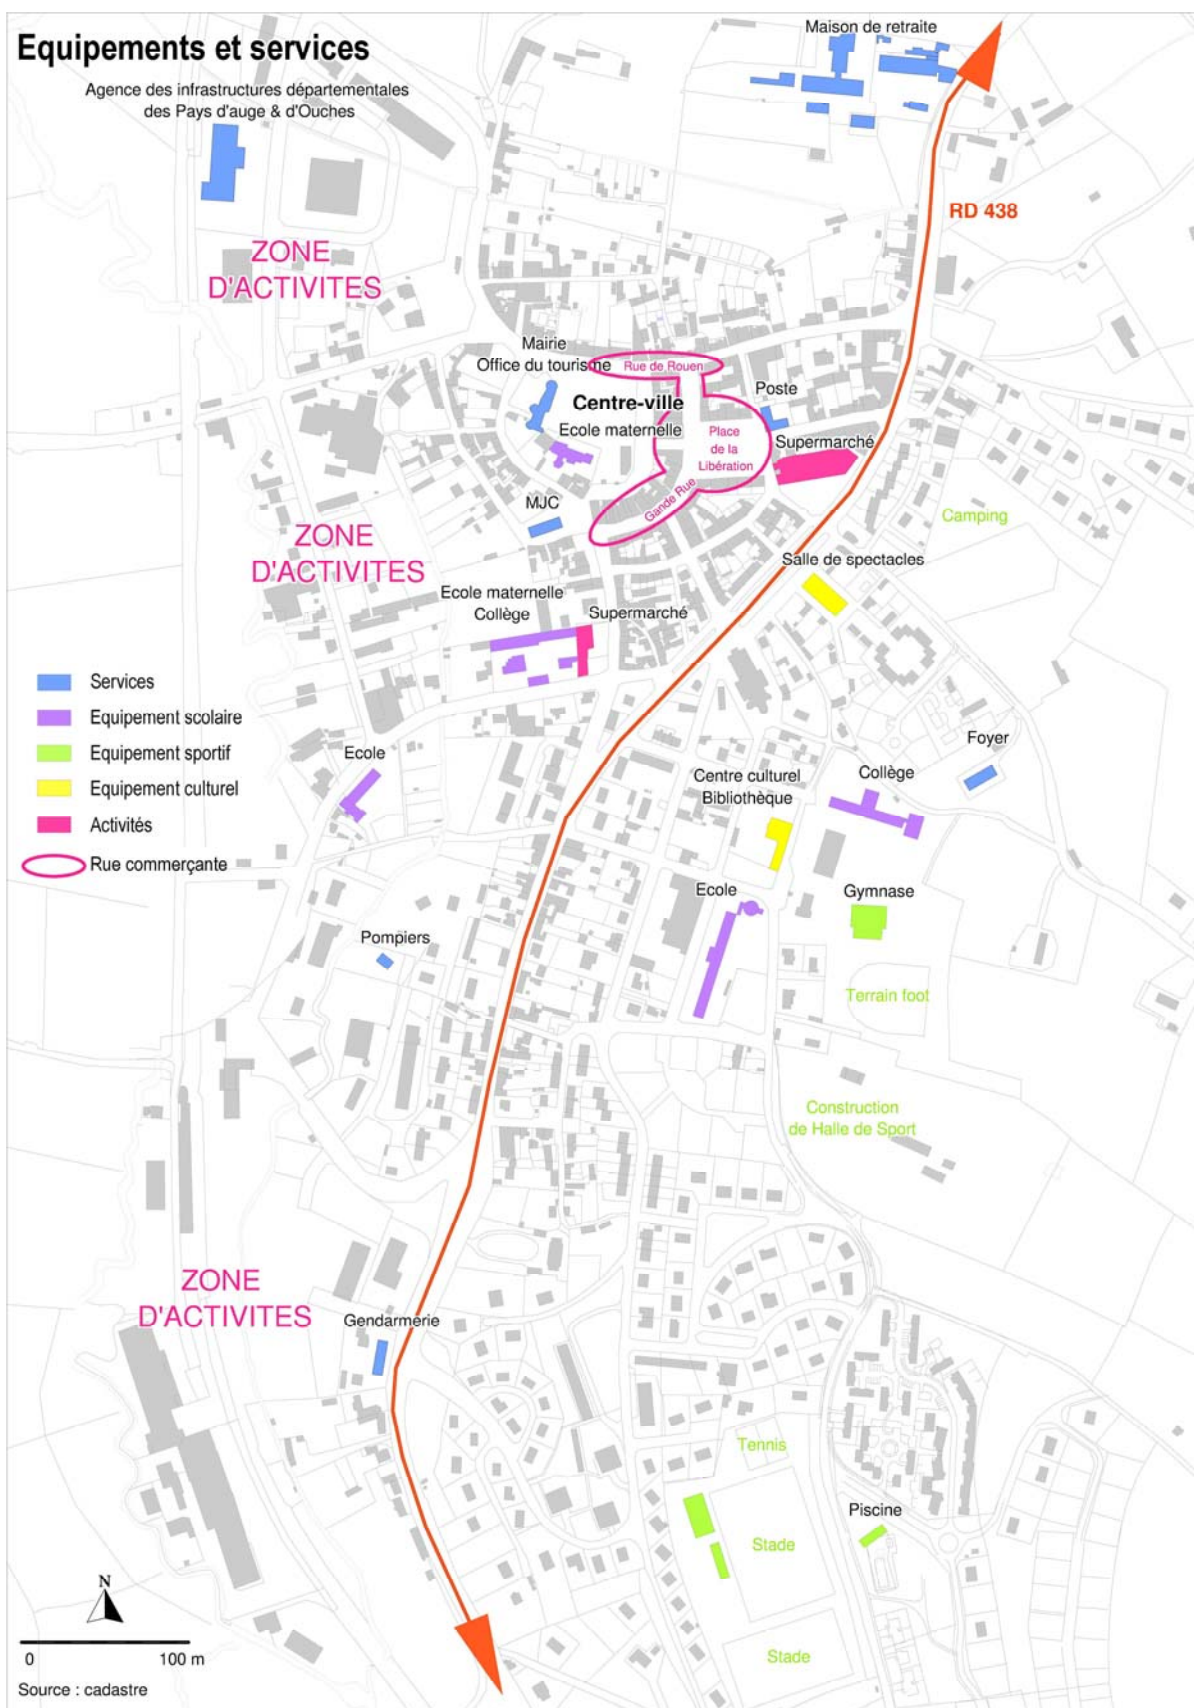 Equipements et services
Agence des infrastructures départementales
des Pays d'auge & d'Ouches
Maison de retraite
RD 438
ZONE
D'ACTIVITES
Mairie
Office du tourisme
Rue de Rouen
Centre-ville
Poste
Ecole maternelle
Place
de la
Libération
Supermarché
Gande Rue
MJC
Camping
ZONE
D'ACTIVITES
Salle de spectacles
Ecole maternelle
Collège
Supermarché
Services
Equipement scolaire
Equipement sportif
Equipement culturel
Activités
Rue commerçante
Ecole
Foyer
Centre culturel
Bibliothèque
Collège
Ecole
Gymnase
Pompiers
Terrain foot
Construction
de Halle de Sport
ZONE
D'ACTIVITES
Gendarmerie
Tennis
Piscine
Stade
N
0
100 m
Stade
Source : cadastre